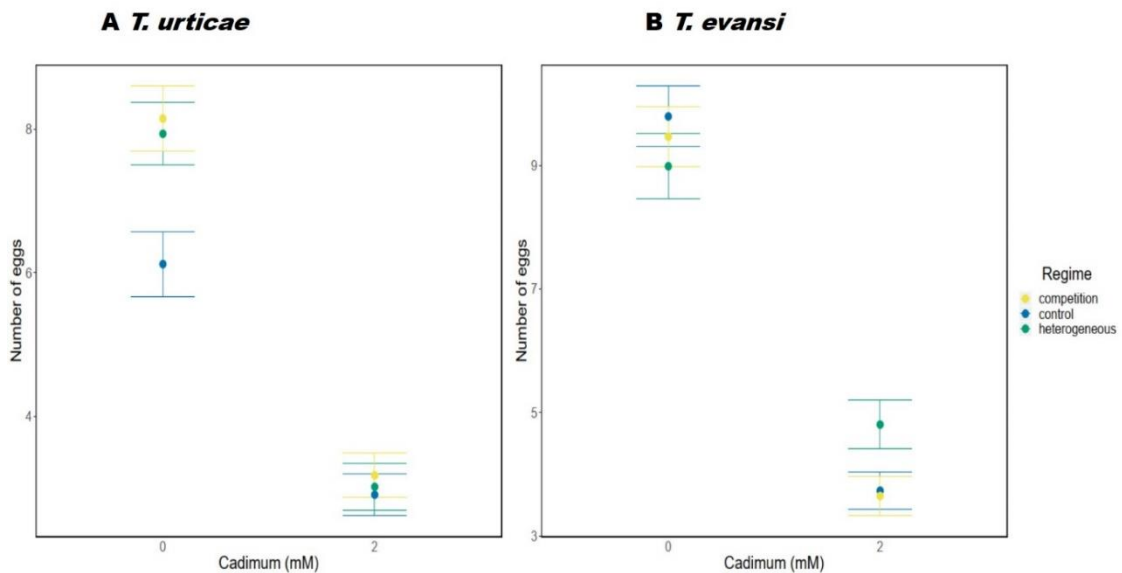 A T. urticae
Number of eggs
8
6
4
0
2
Cadimum (mM)
B T. evansi
Number of eggs
9
7
5
3
0
2
Cadimum (mM)
Regime
competition
control
heterogeneous